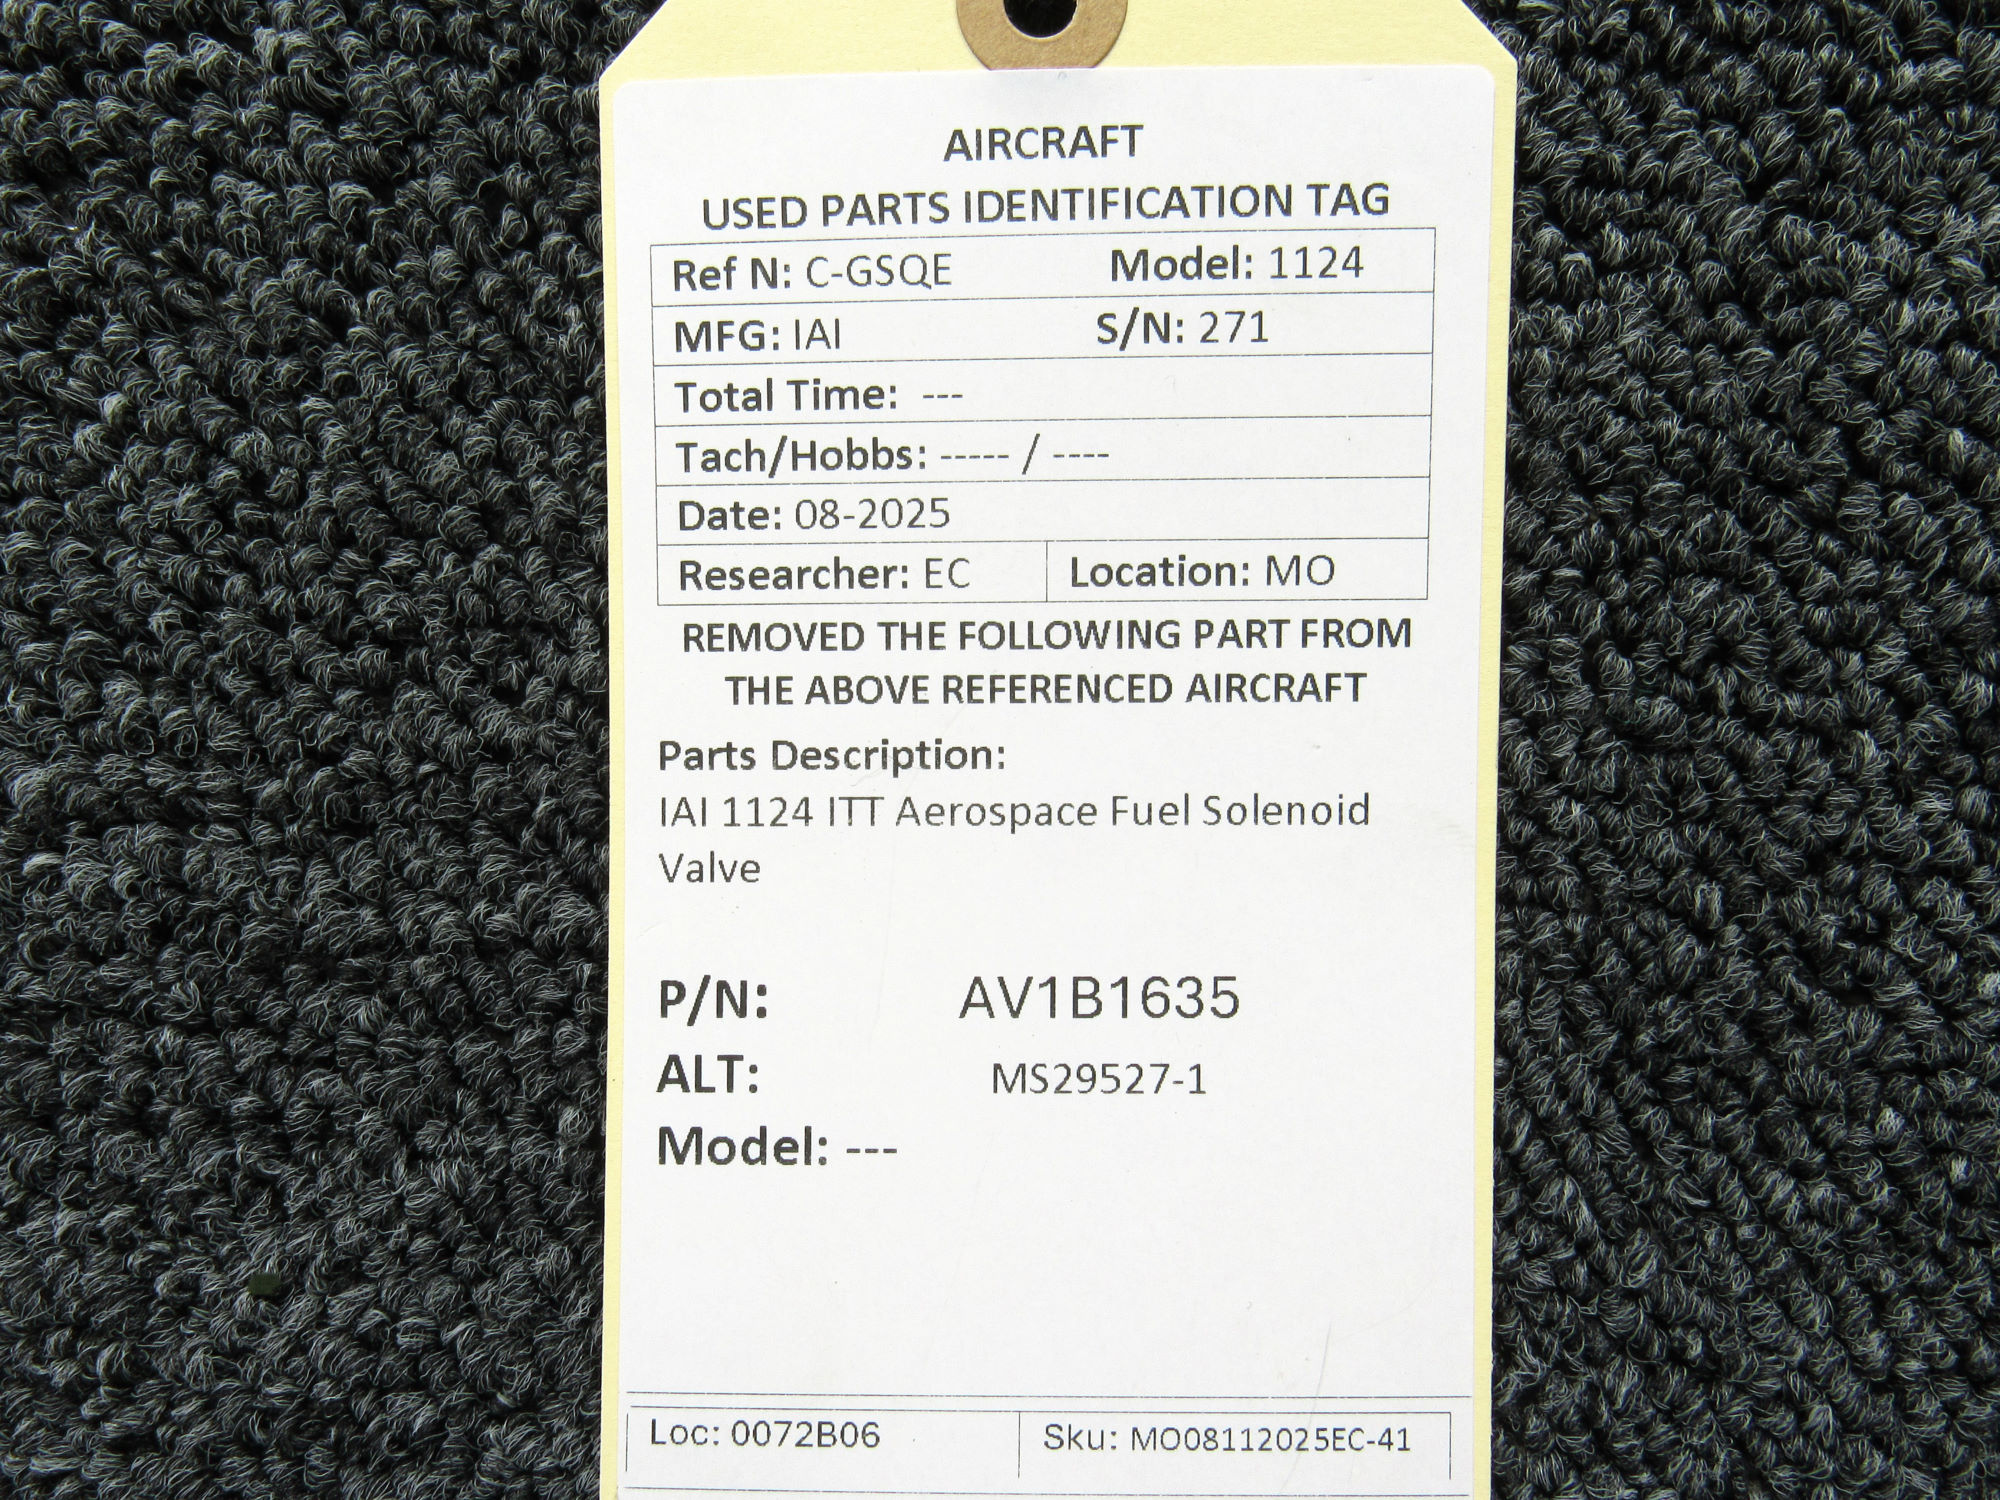 AIRCRAFT
USED PARTS IDENTIFICATION TAG
Ref N: C-GSQE Model: 1124
MFG: IAI S/N: 271
Total Time: ---
Tach/Hobbs: ----- / ----
Date: 08-2025
Researcher: EC Location: MO
REMOVED THE FOLLOWING PART FROM
THE ABOVE REFERENCED AIRCRAFT
Parts Description:
IAI 1124 ITT Aerospace Fuel Solenoid
Valve
P/N: AV1B1635
ALT: MS29527-1
Model: ---
Loc: 0072B06 Sku: MO08112025EC-41